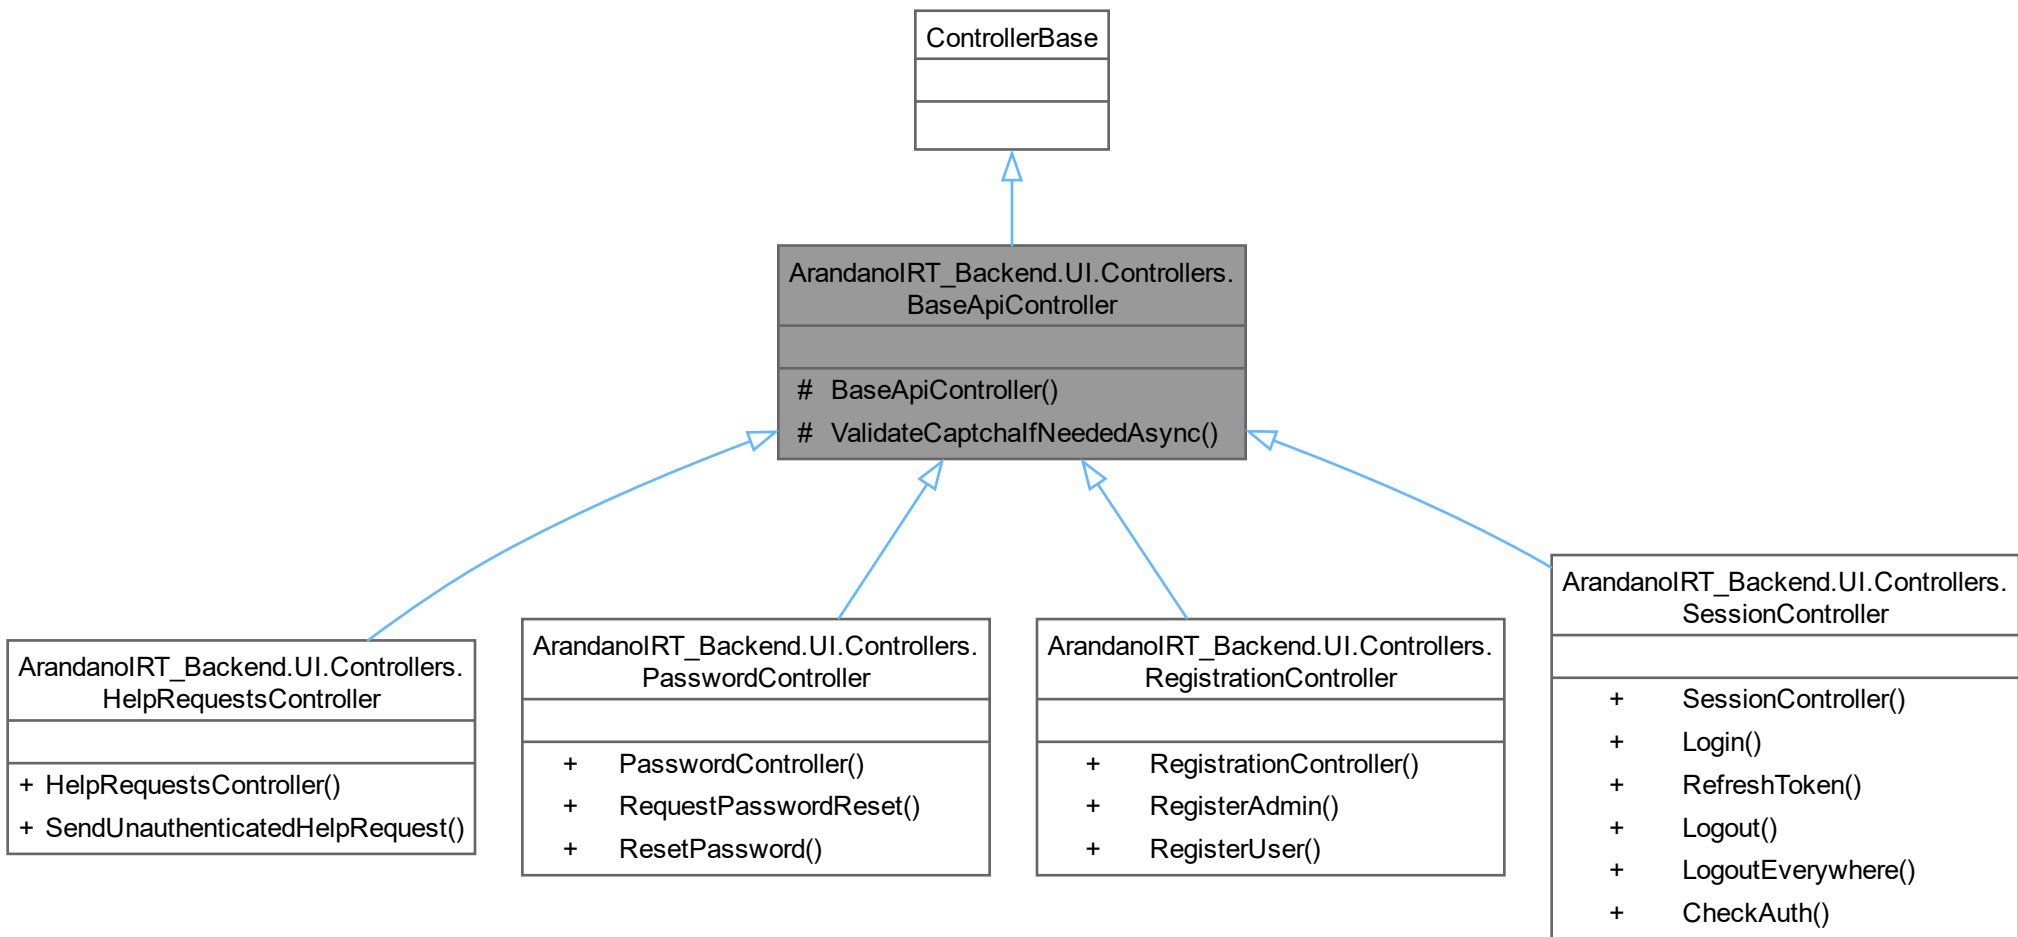 ControllerBase
ArandanoIRT_Backend.UI.Controllers.
BaseApiController
# BaseApiController()
# ValidateCaptchaIfNeededAsync()
ArandanoIRT_Backend.UI.Controllers.
HelpRequestsController
+ HelpRequestsController()
+ SendUnauthenticatedHelpRequest()
ArandanoIRT_Backend.UI.Controllers.
PasswordController
+ PasswordController()
+ RequestPasswordReset()
+ ResetPassword()
ArandanoIRT_Backend.UI.Controllers.
RegistrationController
+ RegistrationController()
+ RegisterAdmin()
+ RegisterUser()
ArandanoIRT_Backend.UI.Controllers.
SessionController
+ SessionController()
+ Login()
+ RefreshToken()
+ Logout()
+ LogoutEverywhere()
+ CheckAuth()